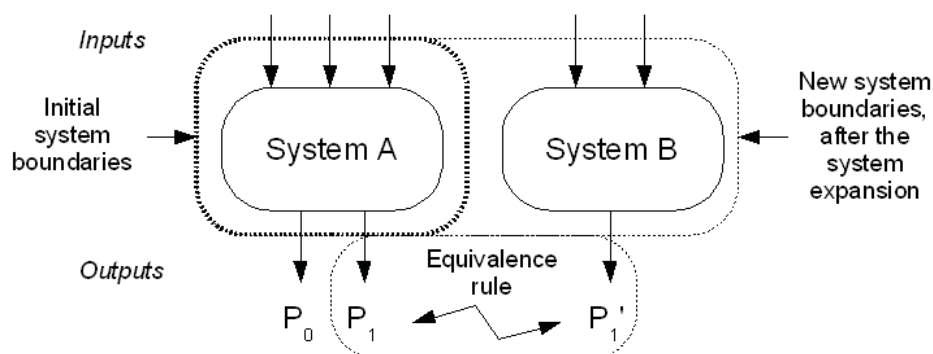 Inputs
Initial
system
boundaries
System A
System B
New system
boundaries,
after the
system
expansion
Outputs
Equivalence
rule
P0
P1
P1'